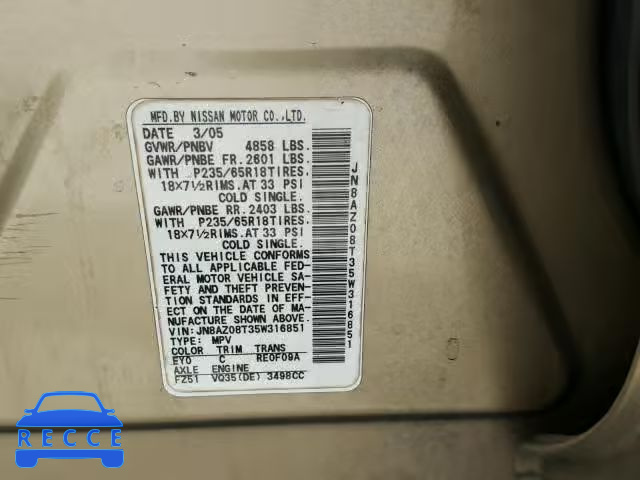 MFD.BY NISSAN MOTOR CO.,LTD.
DATE 3/05
GVWR/PNBV 4858 LBS.
GAWR/PNBE FR.2601 LBS.
WITH P235/65R18TIRES.
18X7½RIMS.AT 33 PSI
COLD SINGLE.
GAWR/PNBE RR.2403 LBS.
WITH P235/65R18TIRES.
18X7½RIMS.AT 33 PSI
COLD SINGLE.
THIS VEHICLE CONFORMS
TO ALL APPLICABLE FED-
ERAL MOTOR VEHICLE SA-
FETY AND THEFT PREVEN-
TION STANDARDS IN EFF-
ECT ON THE DATE OF MA-
NUFACTURE SHOWN ABOVE.
VIN:JN8AZ08T35W316851
TYPE: MPV
COLOR TRIM TRANS
EY0 C RE0F09A
AXLE ENGINE
FZ51 VQ35(DE) 3498CC
JN8AZ08T35W316851
RECCE